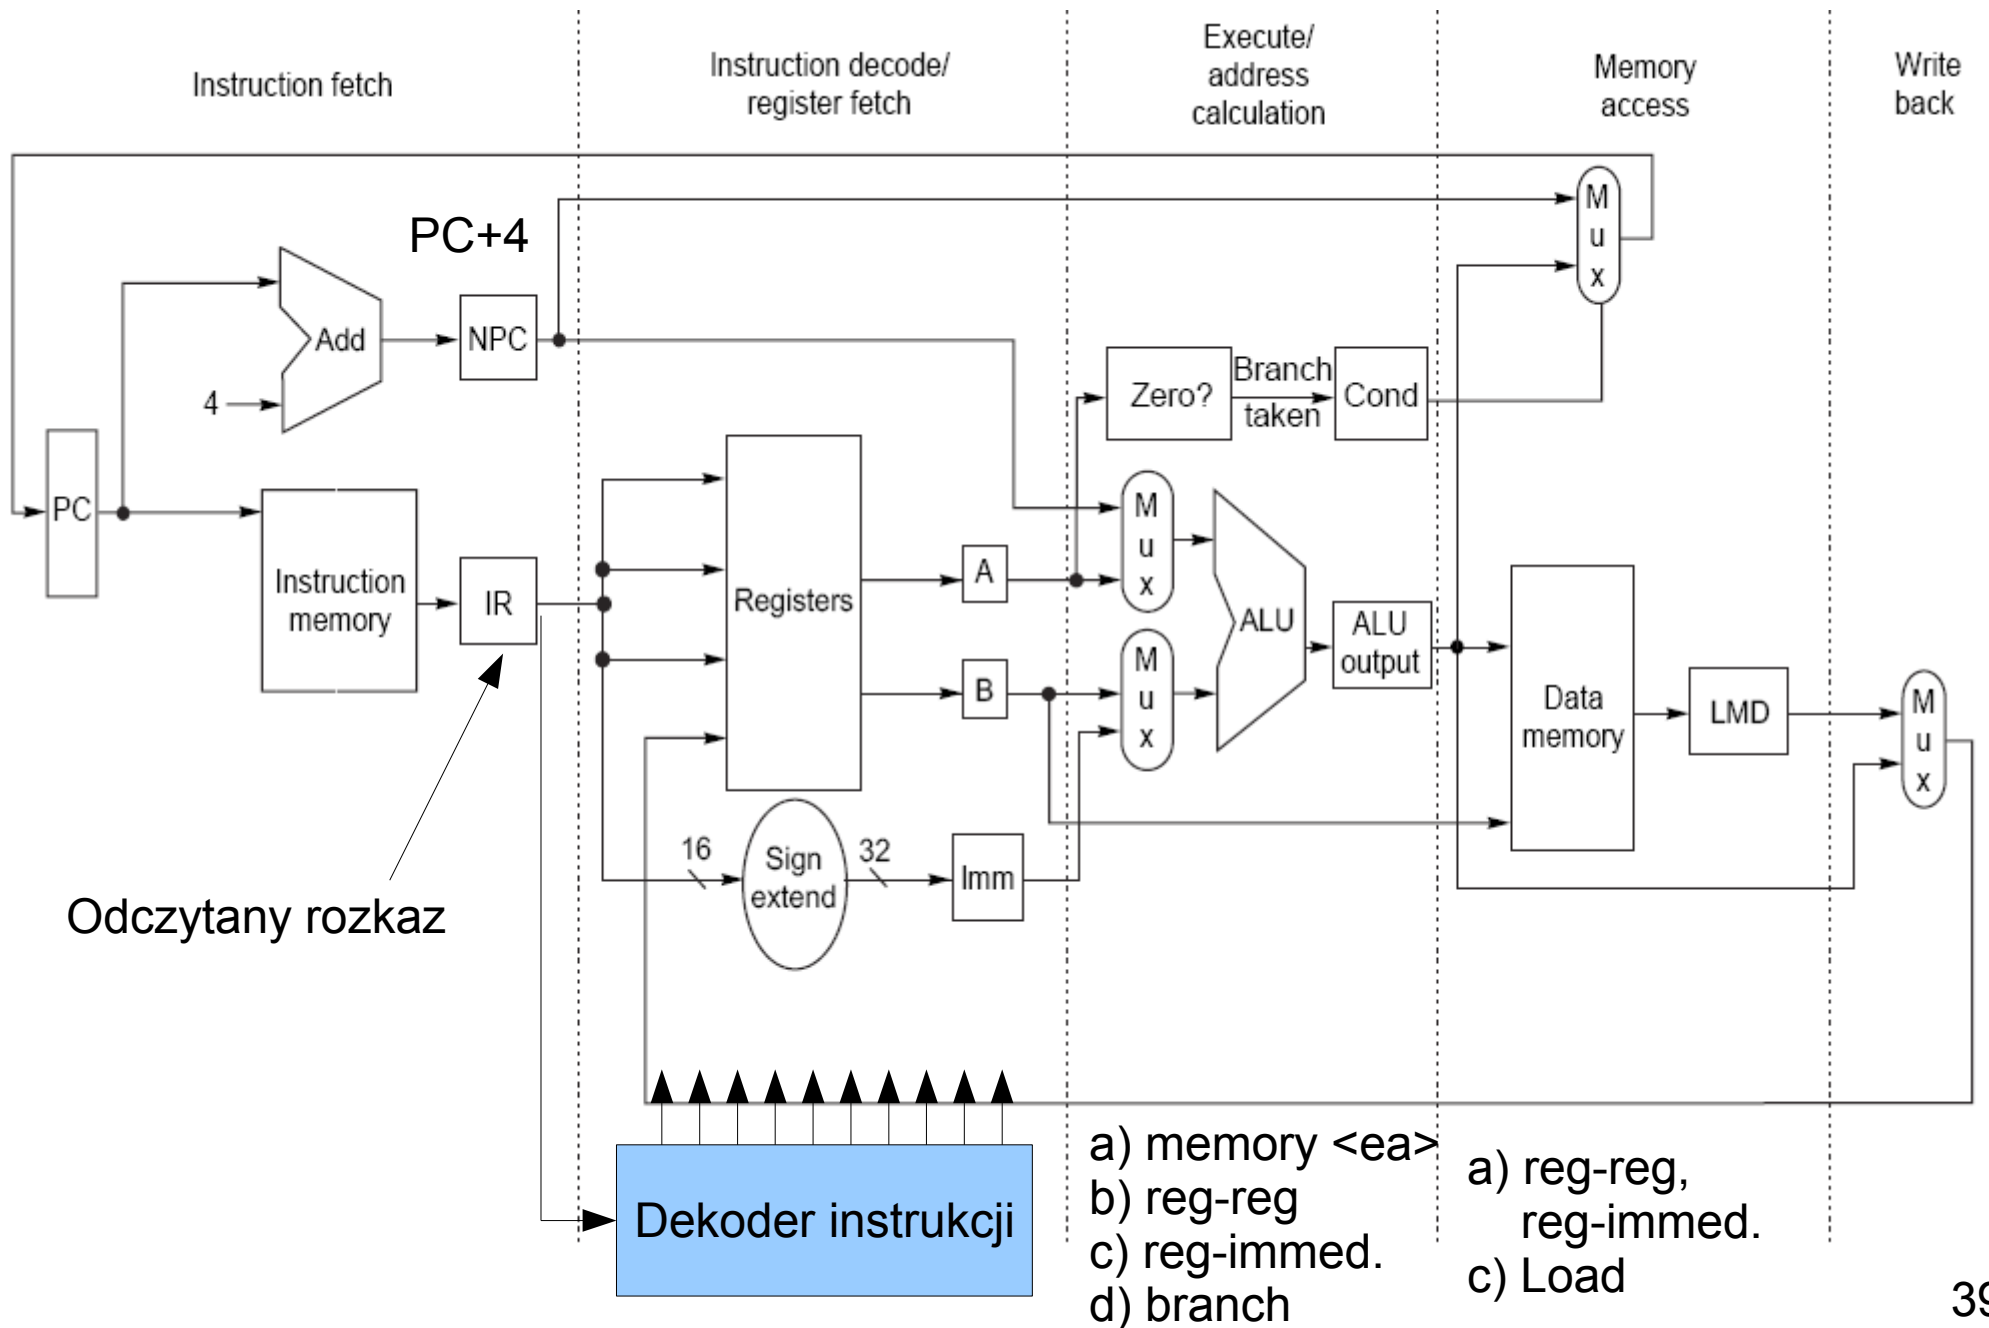 Instruction fetch
Instruction decode/
register fetch
Execute/
address
calculation
Memory
access
Write
back
PC+4
Add
NPC
4
PC
Instruction
memory
IR
Odczytany rozkaz
Registers
A
B
16
Sign
extend
32
Imm
Zero?
Branch
taken
Cond
M
u
x
M
u
x
ALU
ALU
output
M
u
x
Data
memory
LMD
M
u
x
Dekoder instrukcji
a) memory <ea>
b) reg-reg
c) reg-immed.
d) branch
a) reg-reg,
reg-immed.
c) Load
39